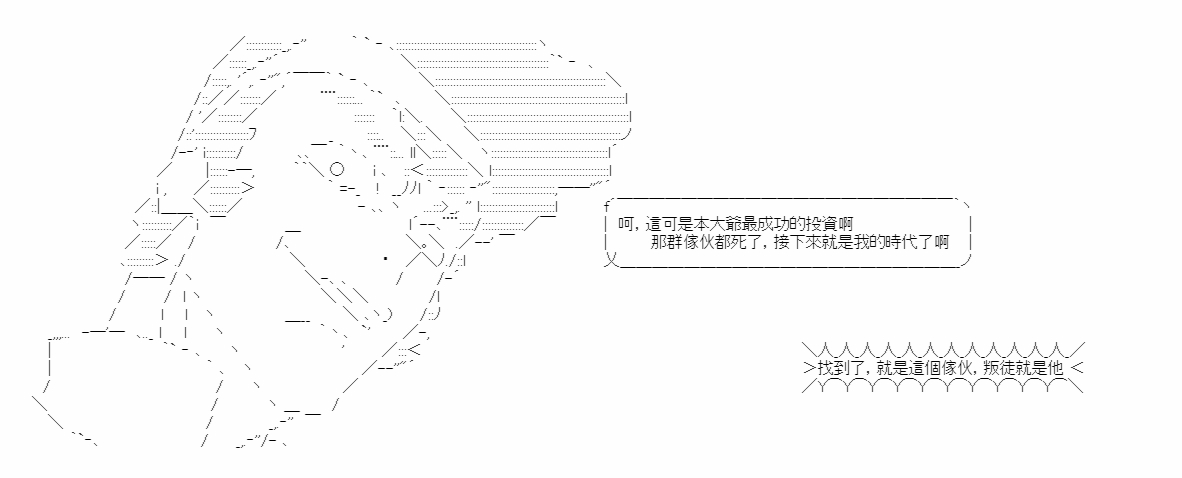 呵，這可是本大爺最成功的投資啊
那群傢伙都死了，接下來就是我的時代了啊
找到了，就是這個傢伙，叛徒就是他